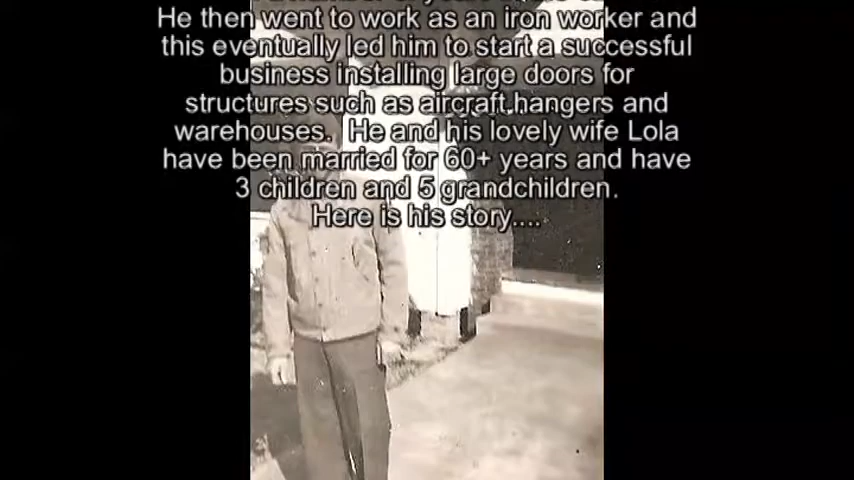 He then went to work as an iron worker and
this eventually led him to start a successful
business installing large doors for
structures such as aircraft hangers and
warehouses.  He and his lovely wife Lola
have been married for 60+ years and have
3 children and 5 grandchildren.
Here is his story....